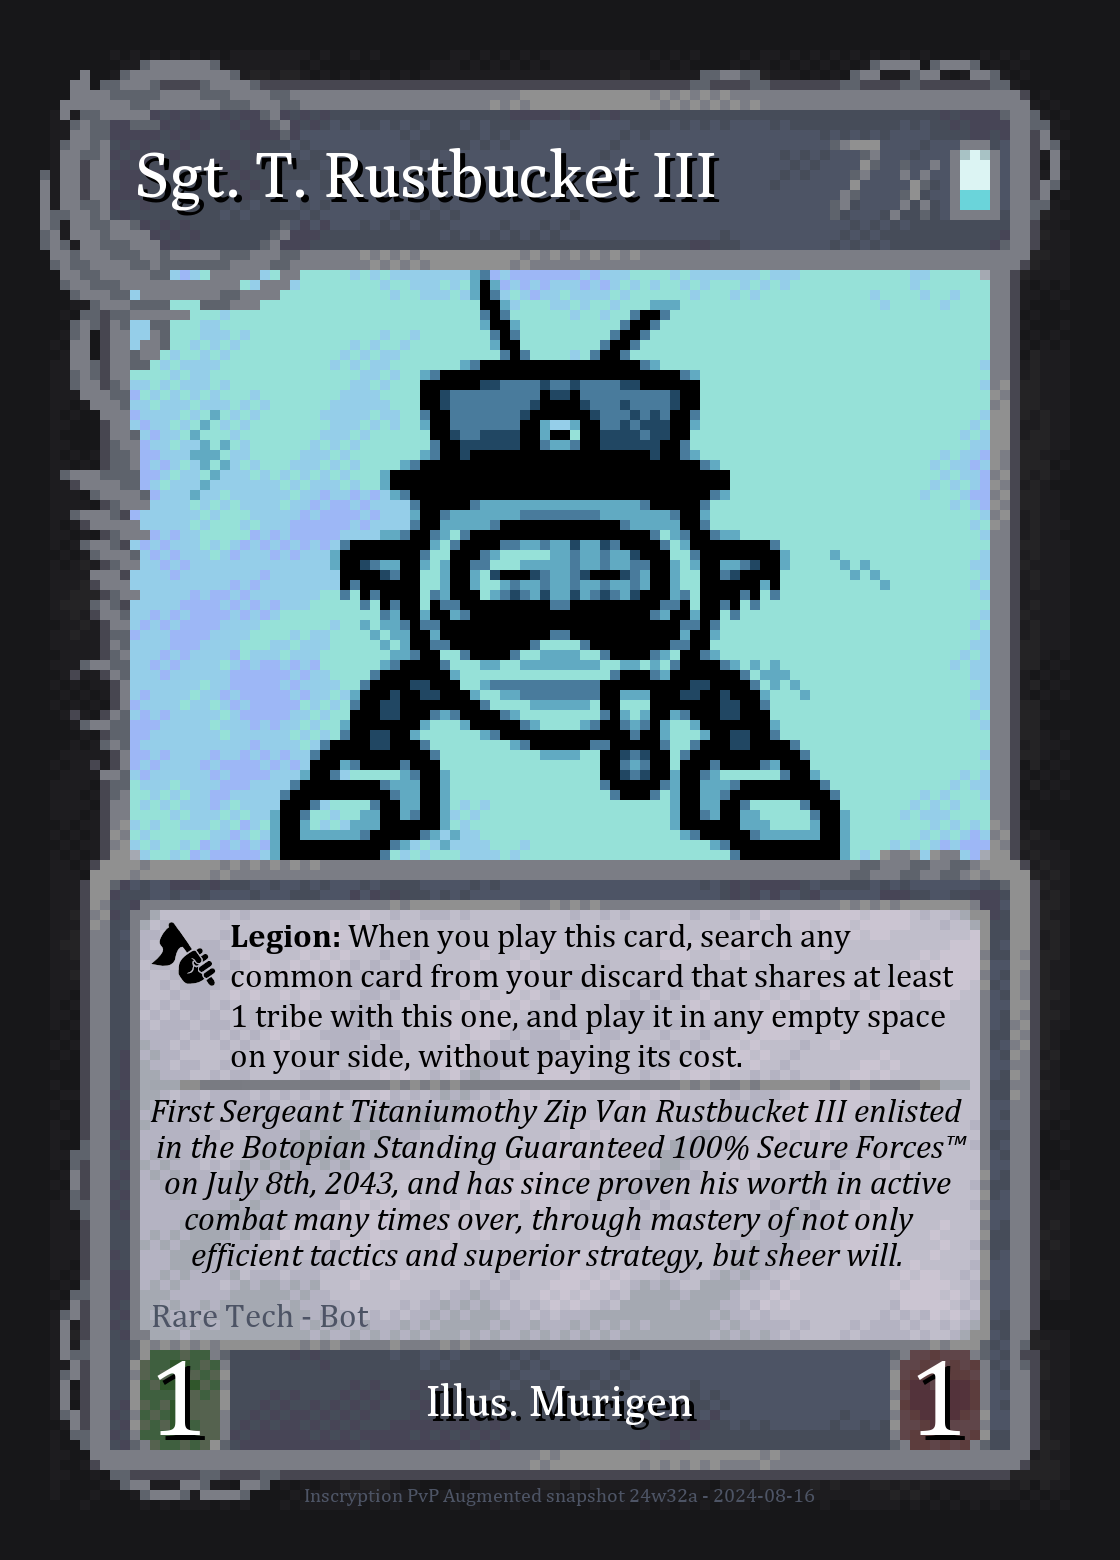 Sgt. T. Rustbucket III 7x
Legion: When you play this card, search any
common card from your discard that shares at least
1 tribe with this one, and play it in any empty space
on your side, without paying its cost.
First Sergeant Titaniumothy Zip Van Rustbucket III enlisted
in the Botopian Standing Guaranteed 100% Secure Forces™
on July 8th, 2043, and has since proven his worth in active
combat many times over, through mastery of not only
efficient tactics and superior strategy, but sheer will.
Rare Tech - Bot
1 Illus. Murigen 1
Inscryption PvP Augmented snapshot 24w32a - 2024-08-16